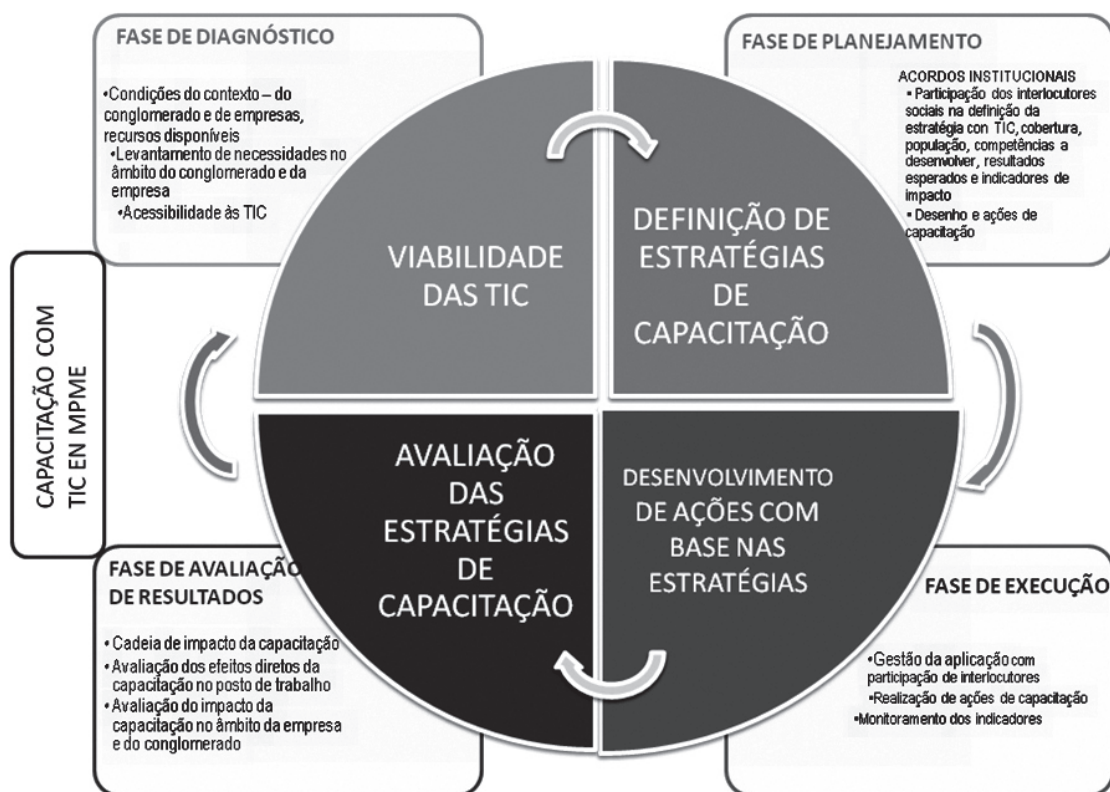 FASE DE DIAGNÓSTICO
•Condições do contexto – do
conglomerado e de empresas,
recursos disponíveis
•Levantamento de necessidades no
âmbito do conglomerado e da
empresa
•Acessibilidade às TIC
FASE DE PLANEJAMENTO
ACORDOS INSTITUCIONAIS
▪ Participação dos interlocutores
sociais na definição da
estratégia con TIC, cobertura,
população, competências a
desenvolver, resultados
esperados e indicadores de
impacto
▪ Desenho e ações de
capacitação
VIABILIDADE
DAS TIC
DEFINIÇÃO DE
ESTRATÉGIAS
DE
CAPACITAÇÃO
CAPACITAÇÃO COM
TIC EN MPME
AVALIAÇÃO
DAS
ESTRATÉGIAS
DE
CAPACITAÇÃO
DESENVOLVIMENTO
DE AÇÕES COM
BASE NAS
ESTRATÉGIAS
FASE DE AVALIAÇÃO
DE RESULTADOS
• Cadeia de impacto da capacitação
• Avaliação dos efeitos diretos da
capacitação no posto de trabalho
• Avaliação do impacto da
capacitação no âmbito da empresa
e do conglomerado
FASE DE EXECUÇÃO
•Gestão da aplicação com
participação de interlocutores
•Realização de ações de capacitação
•Monitoramento dos indicadores